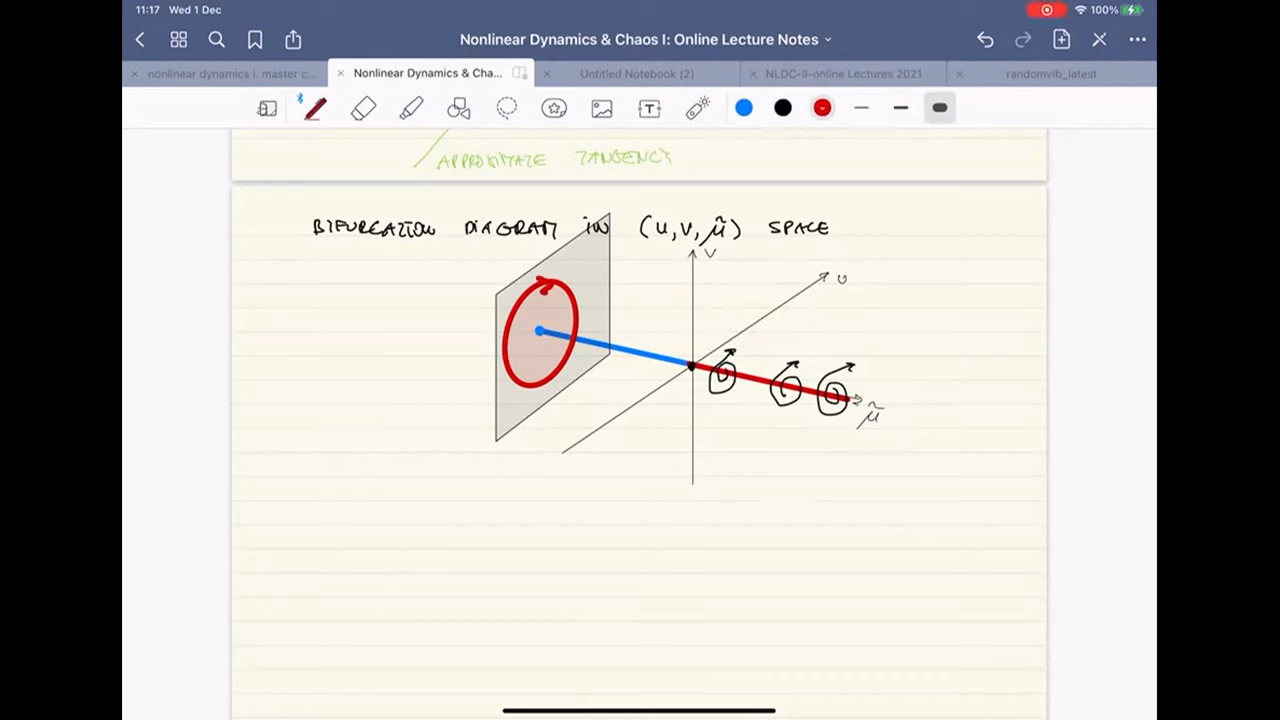 11:17 Wed 1 Dec
100%
Nonlinear Dynamics & Chaos I: Online Lecture Notes
nonlinear dynamics i. master c...
Nonlinear Dynamics & Cha...
Untitled Notebook (2)
NLDC-II-online Lectures 2021
randomvib_latest
T
APPROXIMATE TANGENCY
BIFURCATION DIAGRAM IN (u, v, μ̃) SPACE
v
u
μ̃